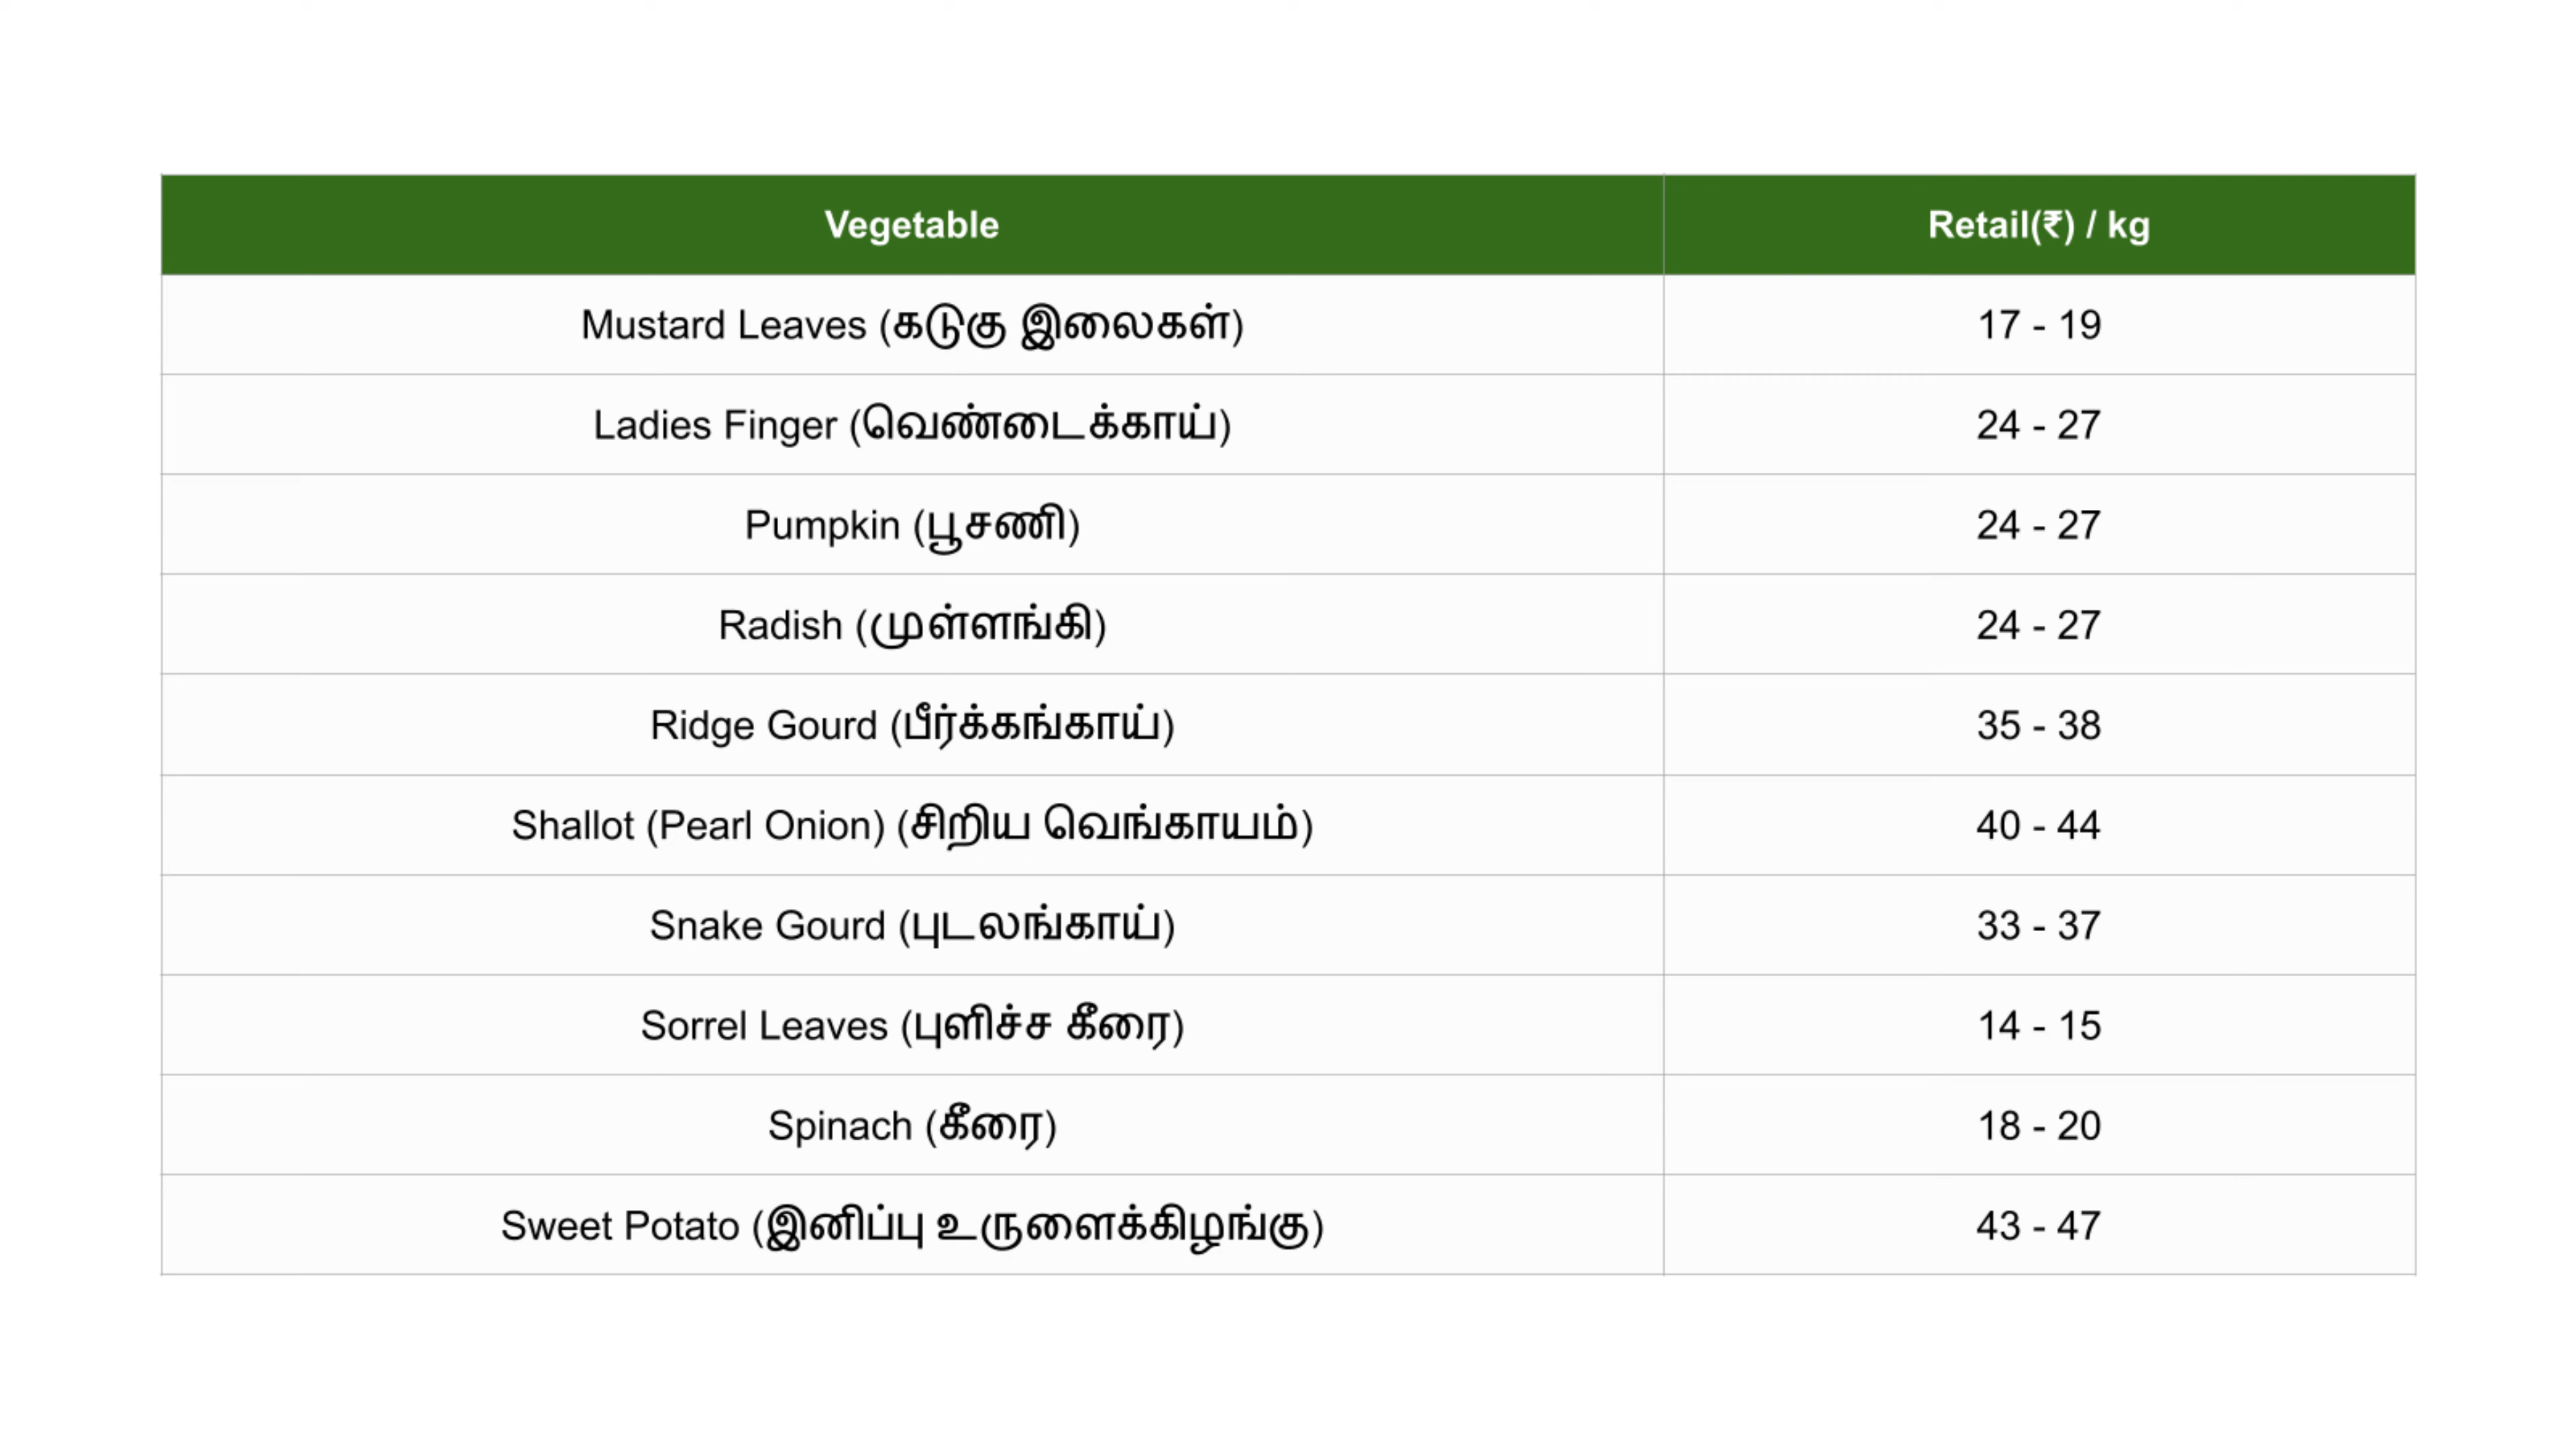 Vegetable Retail(₹) / kg
Mustard Leaves (கடுகு இலைகள்) 17 - 19
Ladies Finger (வெண்டைக்காய்) 24 - 27
Pumpkin (பூசணி) 24 - 27
Radish (முள்ளங்கி) 24 - 27
Ridge Gourd (பீர்க்கங்காய்) 35 - 38
Shallot (Pearl Onion) (சிறிய வெங்காயம்) 40 - 44
Snake Gourd (புடலங்காய்) 33 - 37
Sorrel Leaves (புளிச்ச கீரை) 14 - 15
Spinach (கீரை) 18 - 20
Sweet Potato (இனிப்பு உருளைக்கிழங்கு) 43 - 47